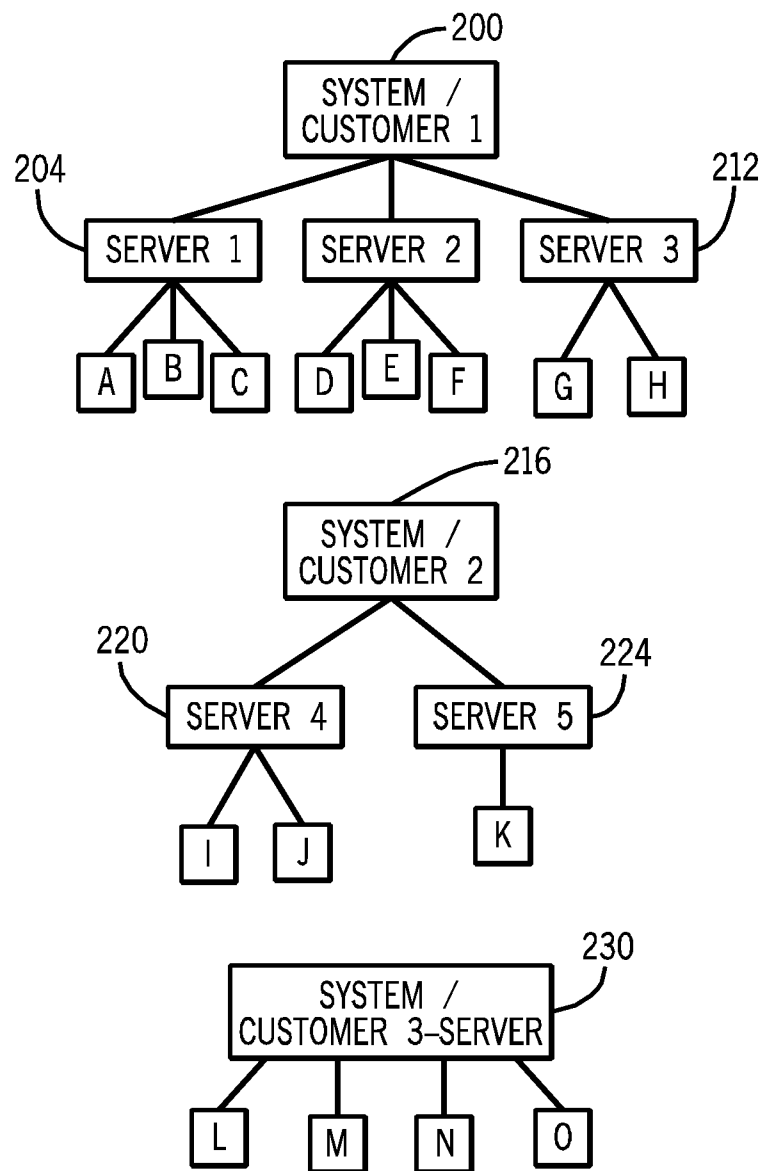 200
SYSTEM /
CUSTOMER 1
204
212
SERVER 1
SERVER 2
SERVER 3
A
B
C
D
E
F
G
H
216
SYSTEM /
CUSTOMER 2
220
224
SERVER 4
SERVER 5
I
J
K
230
SYSTEM /
CUSTOMER 3–SERVER
L
M
N
O